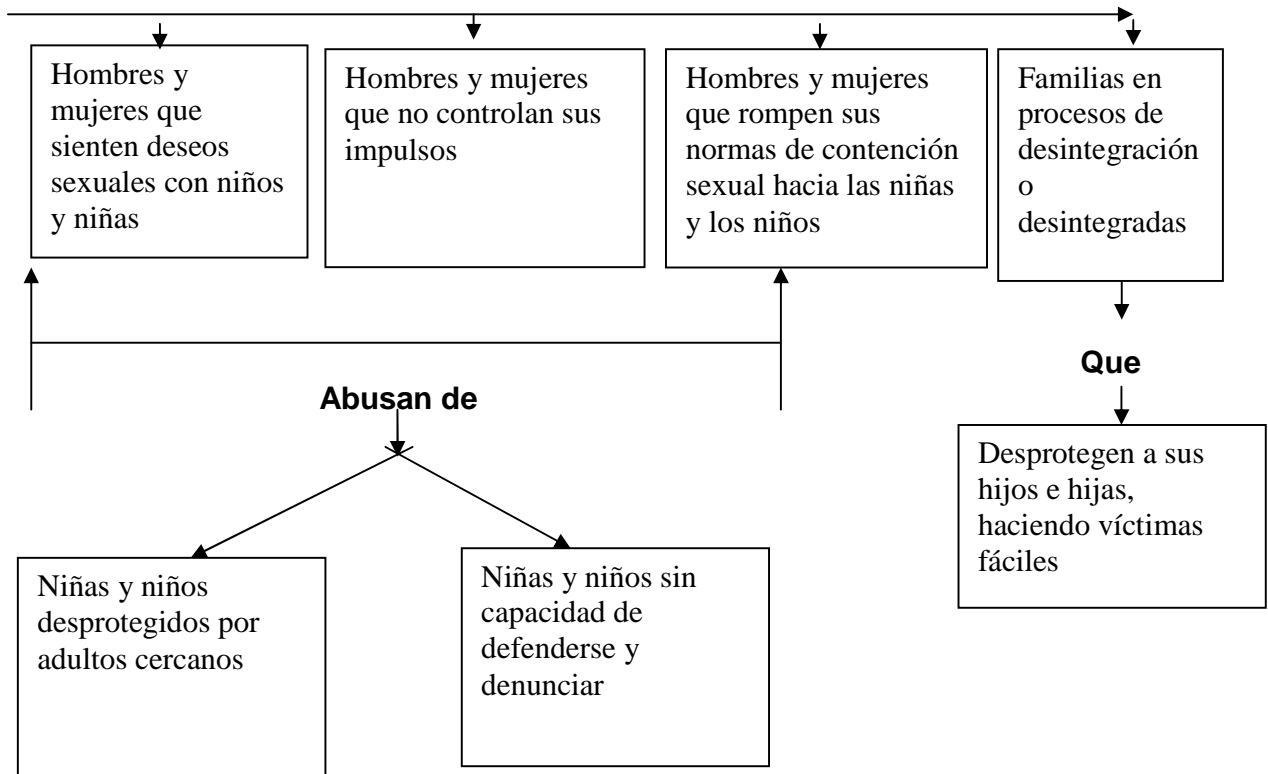 Hombres y
mujeres que
sienten deseos
sexuales con niños
y niñas
Hombres y mujeres
que no controlan sus
impulsos
Hombres y mujeres
que rompen sus
normas de contención
sexual hacia las niñas
y los niños
Familias en
procesos de
desintegración
o
desintegradas
Abusan de
Que
Niñas y niños
desprotegidos por
adultos cercanos
Niñas y niños sin
capacidad de
defenderse y
denunciar
Desprotegen a sus
hijos e hijas,
haciendo víctimas
fáciles